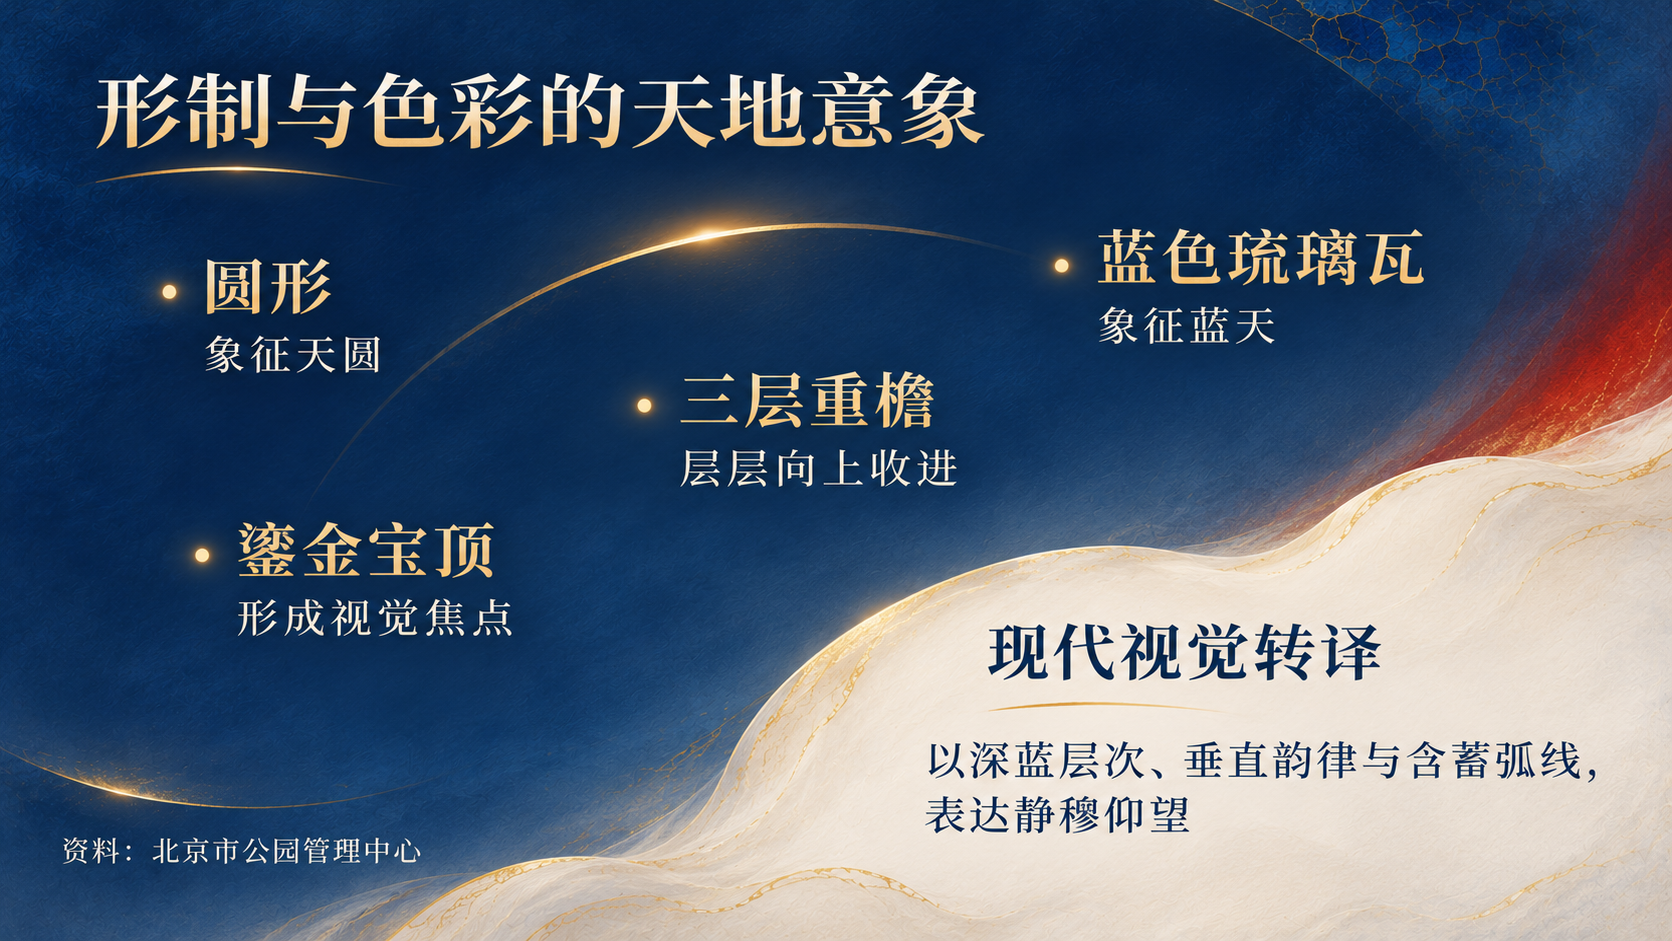 形制与色彩的天地意象
圆形
象征天圆
蓝色琉璃瓦
象征蓝天
三层重檐
层层向上收进
鎏金宝顶
形成视觉焦点
现代视觉转译
以深蓝层次、垂直韵律与含蓄弧线，
表达静穆仰望
资料：北京市公园管理中心